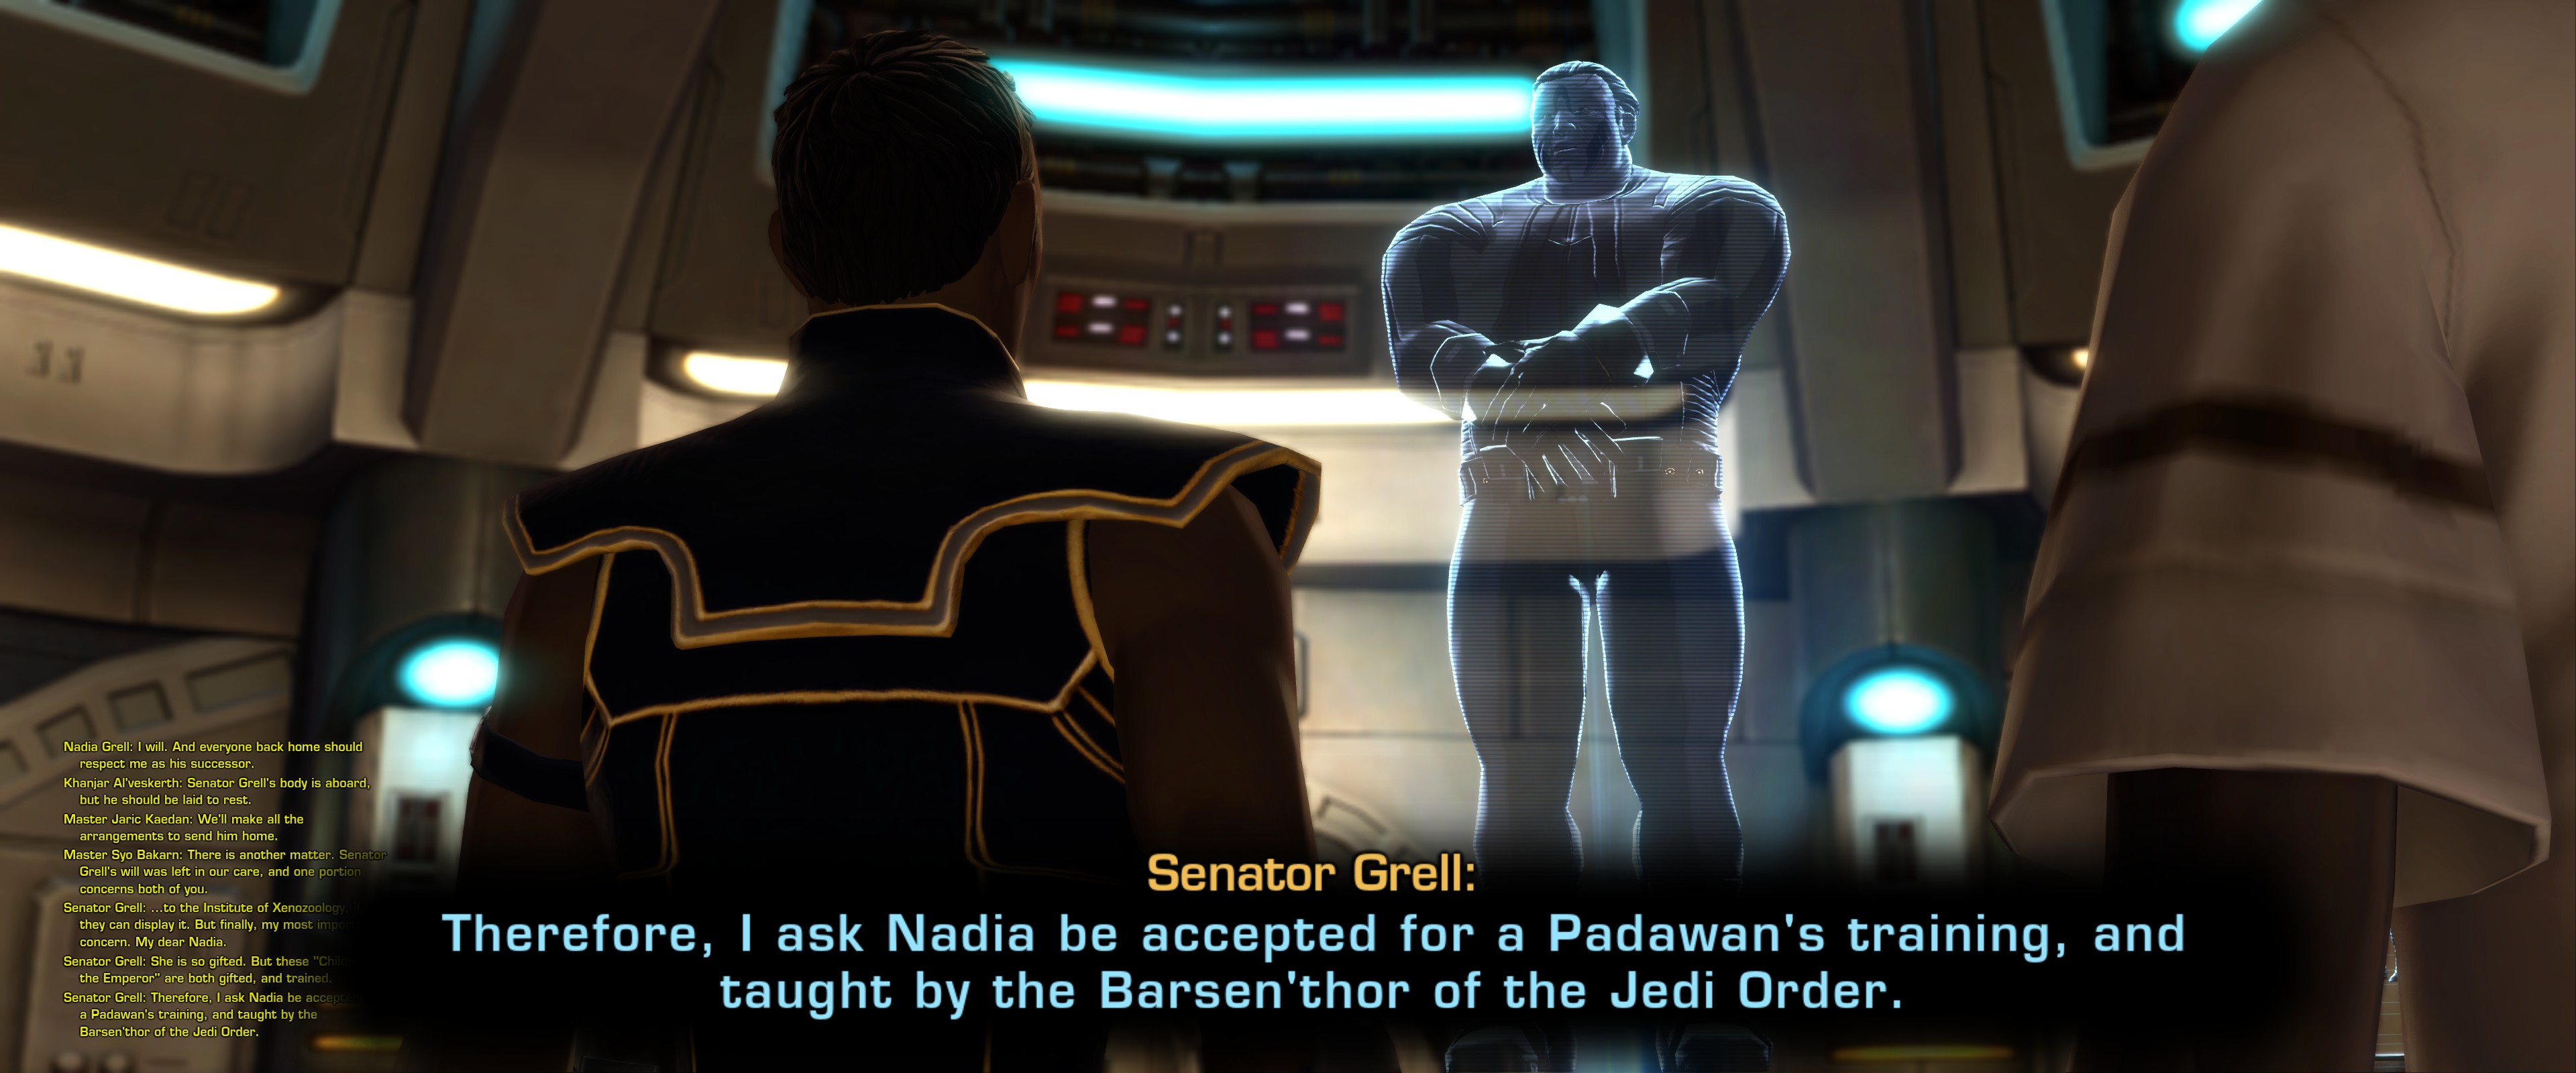 Nadia Grell: I will. And everyone back home should
respect me as his successor.
Khanjar Al'veskerth: Senator Grell's body is aboard,
but he should be laid to rest.
Master Jaric Kaedan: We'll make all the
arrangements to send him home.
Master Syo Bakarn: There is another matter. Senator
Grell's will was left in our care, and one portion
concerns both of you.
Senator Grell: ...to the Institute of Xenozoology,
they can display it. But finally, my most
concern. My dear Nadia.
Senator Grell: She is so gifted. But these
the Emperor" are both gifted, and trained.
Senator Grell: Therefore, I ask Nadia be
a Padawan's training, and taught by the
Barsen'thor of the Jedi Order.
Senator Grell:
Therefore, I ask Nadia be accepted for a Padawan's training, and
taught by the Barsen'thor of the Jedi Order.